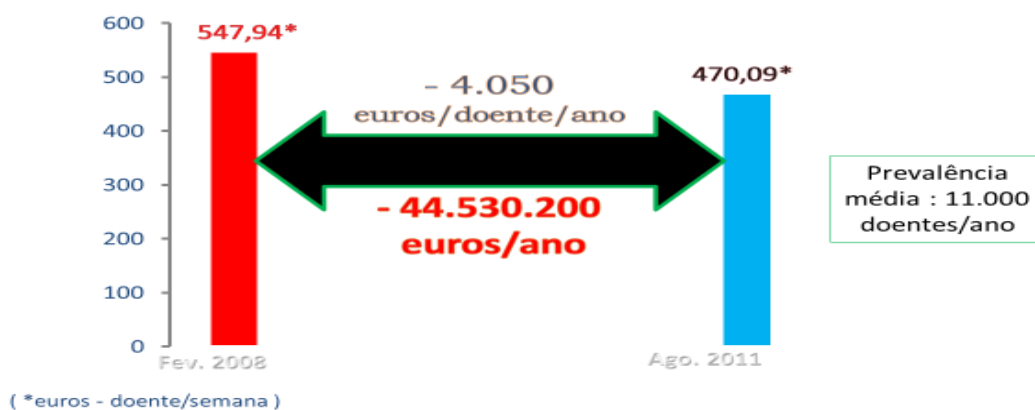 600
500
400
300
200
100
0
547,94*
470,09*
- 4.050
euros/doente/ano
- 44.530.200
euros/ano
Prevalência
média : 11.000
doentes/ano
Fev. 2008
Ago. 2011
( *euros - doente/semana )